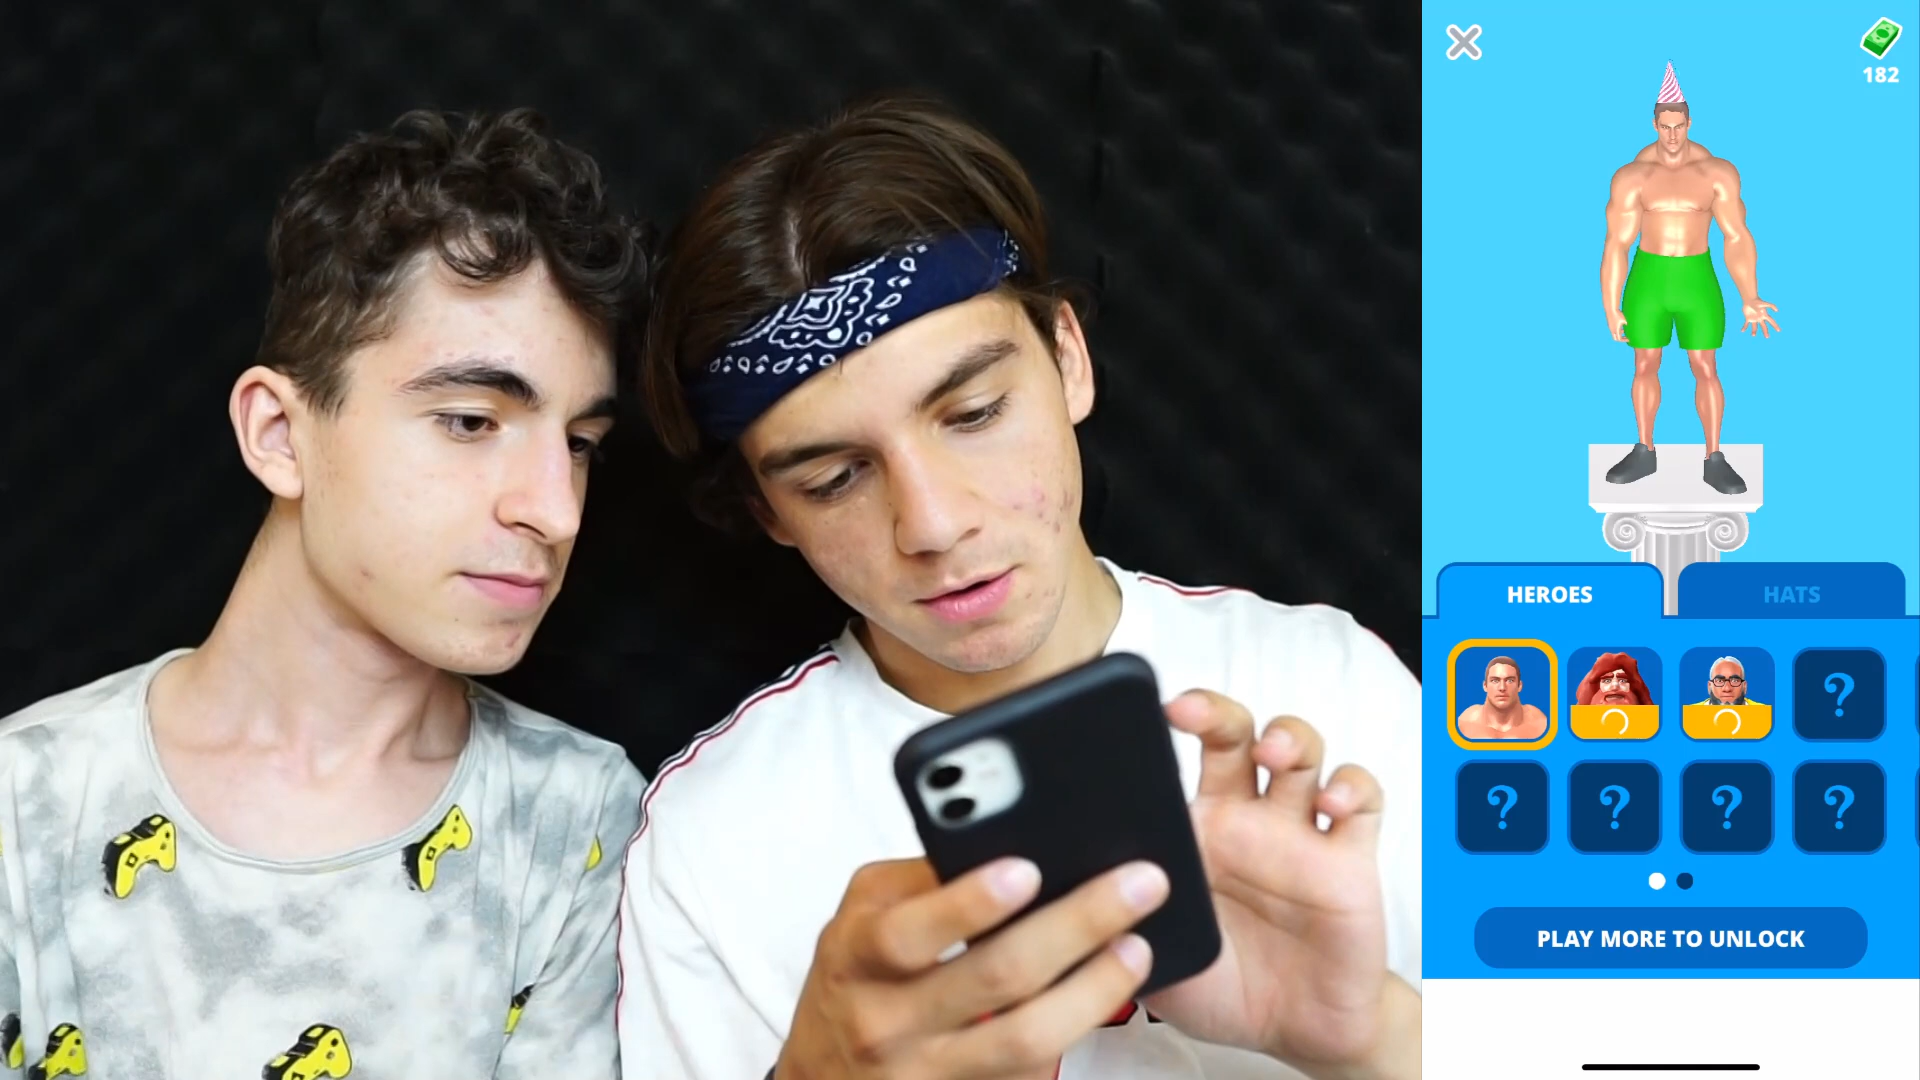 182
HEROES
HATS
?
? ? ? ?
PLAY MORE TO UNLOCK